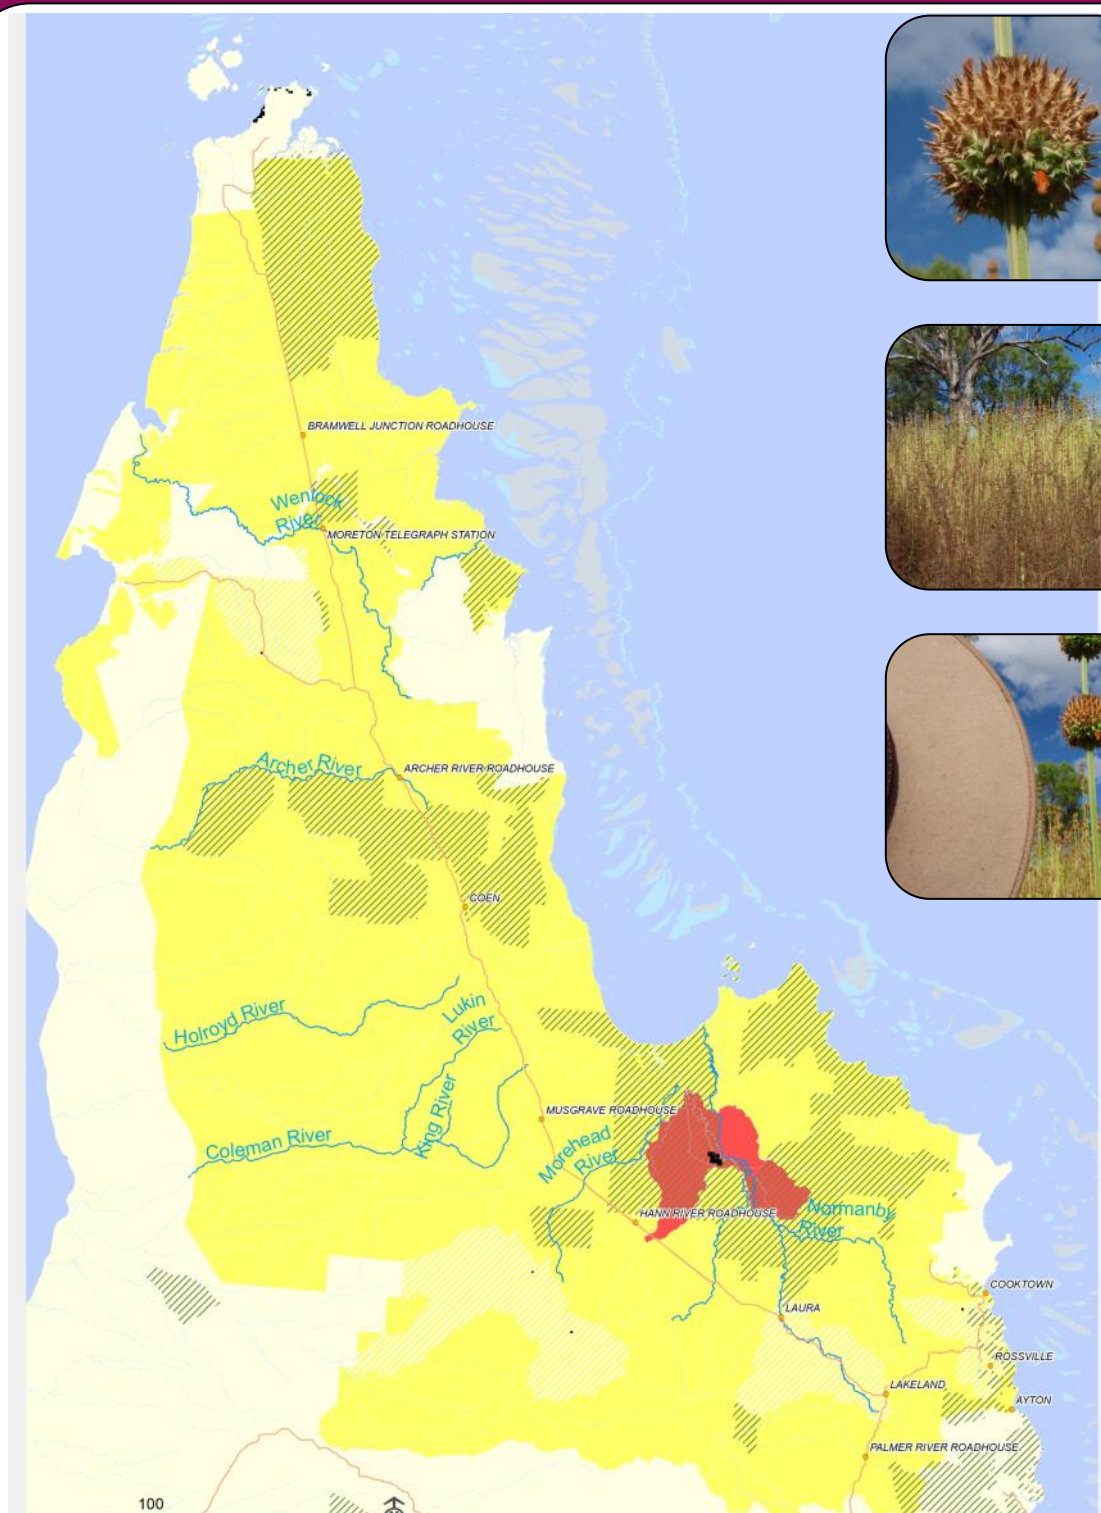 BRAMWELL JUNCTION ROADHOUSE
Wenlock
River
MORETON TELEGRAPH STATION
Archer River
ARCHER RIVER ROADHOUSE
COEN
Holroyd River
Lukin
River
King River
MUSGRAVE ROADHOUSE
Coleman River
Morehead
River
HANN RIVER ROADHOUSE
Normanby
River
COOKTOWN
LAURA
ROSSVILLE
LAKELAND
AYTON
PALMER RIVER ROADHOUSE
100